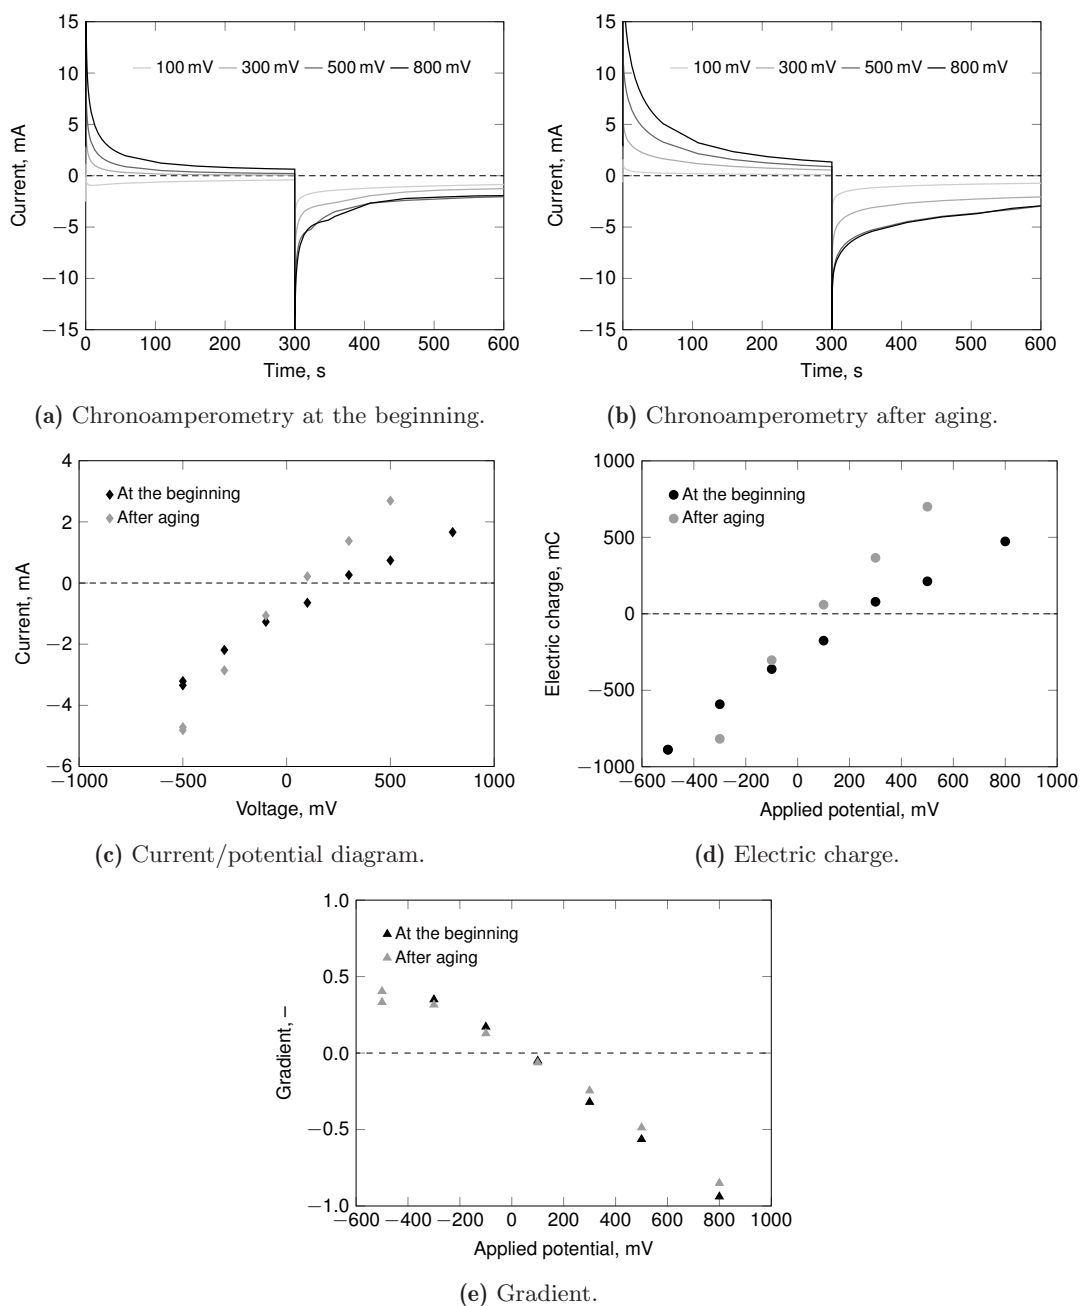 15
10
5
0
−5
−10
−15
Current, mA
100 mV 300 mV 500 mV 800 mV
0 100 200 300 400 500 600
Time, s
(a) Chronoamperometry at the beginning.
15
10
5
0
−5
−10
−15
Current, mA
100 mV 300 mV 500 mV 800 mV
0 100 200 300 400 500 600
Time, s
(b) Chronoamperometry after aging.
4
2
0
−2
−4
−6
Current, mA
At the beginning
After aging
−1000 −500 0 500 1000
Voltage, mV
(c) Current/potential diagram.
1000
500
0
−500
−1000
Electric charge, mC
At the beginning
After aging
−600 −400 −200 0 200 400 600 800 1000
Applied potential, mV
(d) Electric charge.
1.0
0.5
0.0
−0.5
−1.0
Gradient, –
At the beginning
After aging
−600 −400 −200 0 200 400 600 800 1000
Applied potential, mV
(e) Gradient.